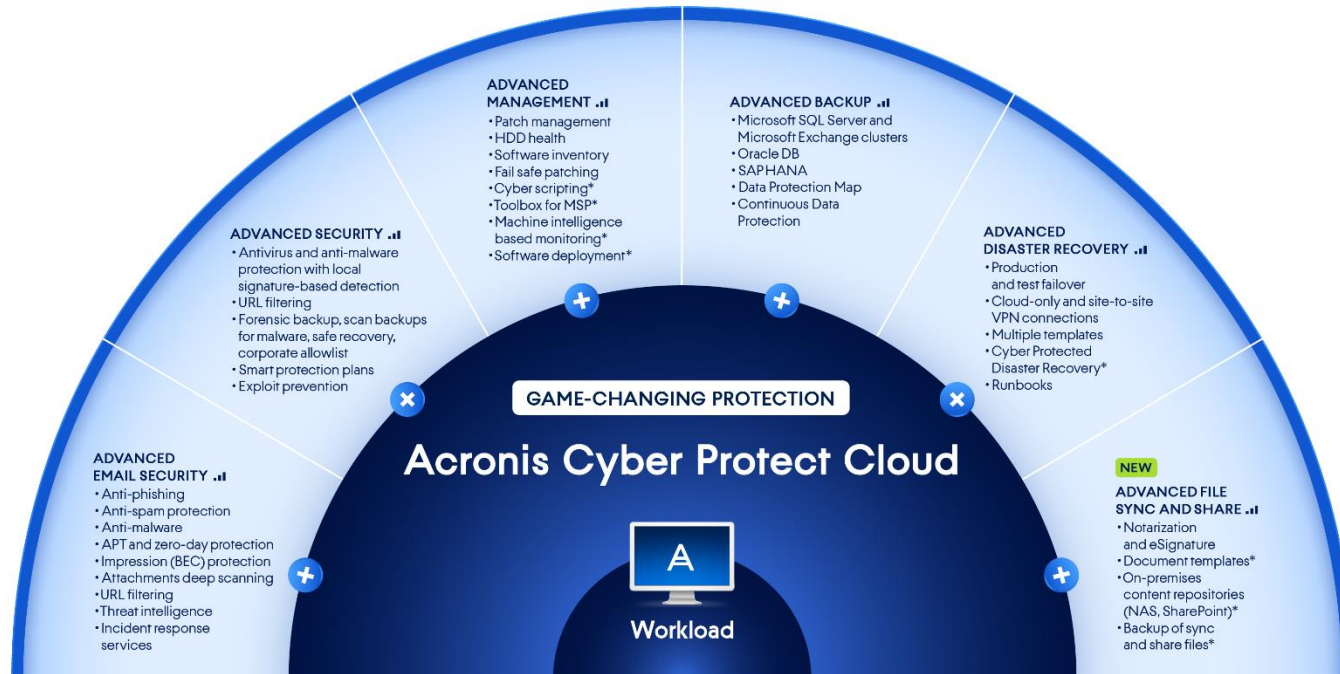 ADVANCED
EMAIL SECURITY
• Anti-phishing
• Anti-spam protection
• Anti-malware
• APT and zero-day protection
• Impression (BEC) protection
• Attachments deep scanning
• URL filtering
• Threat intelligence
• Incident response
services
ADVANCED SECURITY
• Antivirus and anti-malware
protection with local
signature-based detection
• URL filtering
• Forensic backup, scan backups
for malware, safe recovery,
corporate allowlist
• Smart protection plans
• Exploit prevention
ADVANCED
MANAGEMENT
• Patch management
• HDD health
• Software inventory
• Fail safe patching
• Cyber scripting*
• Toolbox for MSP*
• Machine intelligence
based monitoring*
• Software deployment*
ADVANCED BACKUP
• Microsoft SQL Server and
Microsoft Exchange clusters
• Oracle DB
• SAPHANA
• Data Protection Map
• Continuous Data
Protection
ADVANCED
DISASTER RECOVERY
• Production
and test failover
• Cloud-only and site-to-site
VPN connections
• Multiple templates
• Cyber Protected
Disaster Recovery*
• Runbooks
NEW
ADVANCED FILE
SYNC AND SHARE
• Notarization
and eSignature
• Document templates*
• On-premises
content repositories
(NAS, SharePoint)*
• Backup of sync
and share files*
GAME-CHANGING PROTECTION
Acronis Cyber Protect Cloud
A
Workload